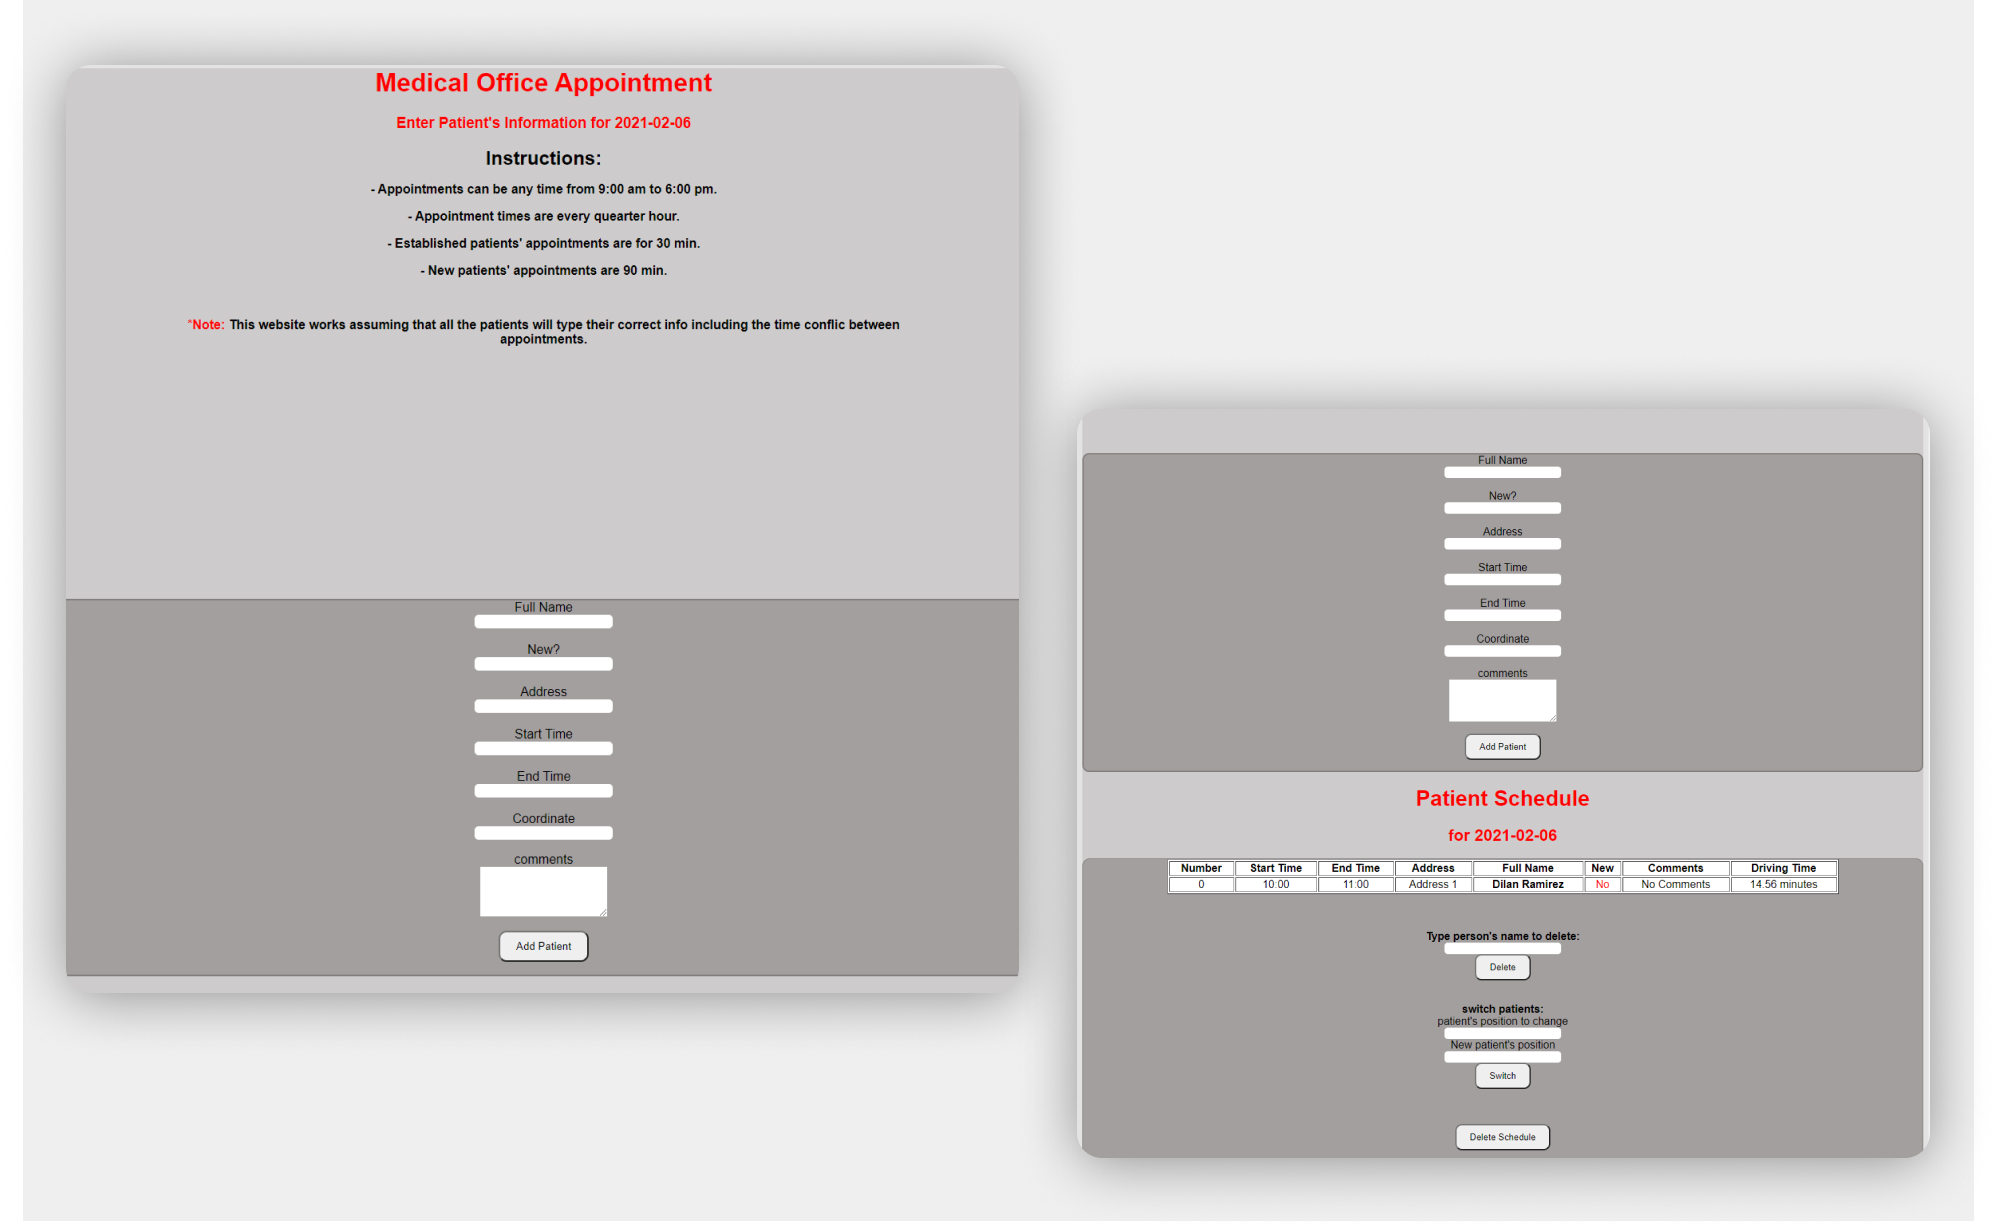 Medical Office Appointment
Enter Patient's Information for 2021-02-06
Instructions:
- Appointments can be any time from 9:00 am to 6:00 pm.
- Appointment times are every quearter hour.
- Established patients' appointments are for 30 min.
- New patients' appointments are 90 min.
*Note: This website works assuming that all the patients will type their correct info including the time conflic between
appointments.
Full Name
New?
Address
Start Time
End Time
Coordinate
comments
Add Patient
Full Name
New?
Address
Start Time
End Time
Coordinate
comments
Add Patient
Patient Schedule
for 2021-02-06
Number Start Time End Time Address Full Name New Comments Driving Time
0 10:00 11:00 Address 1 Dilan Ramirez No No Comments 14.56 minutes
Type person's name to delete:
Delete
switch patients:
patient's position to change
New patient's position
Switch
Delete Schedule